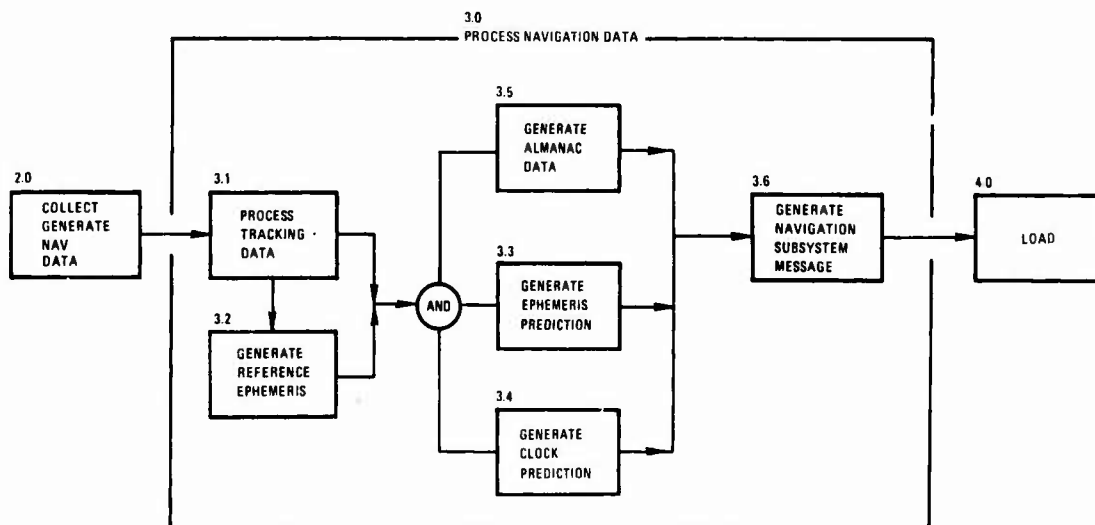 3.0
PROCESS NAVIGATION DATA
2.0
COLLECT
GENERATE
NAV
DATA
3.1
PROCESS
TRACKING
DATA
3.2
GENERATE
REFERENCE
EPHEMERIS
AND
3.5
GENERATE
ALMANAC
DATA
3.3
GENERATE
EPHEMERIS
PREDICTION
3.4
GENERATE
CLOCK
PREDICTION
3.6
GENERATE
NAVIGATION
SUBSYSTEM
MESSAGE
4.0
LOAD